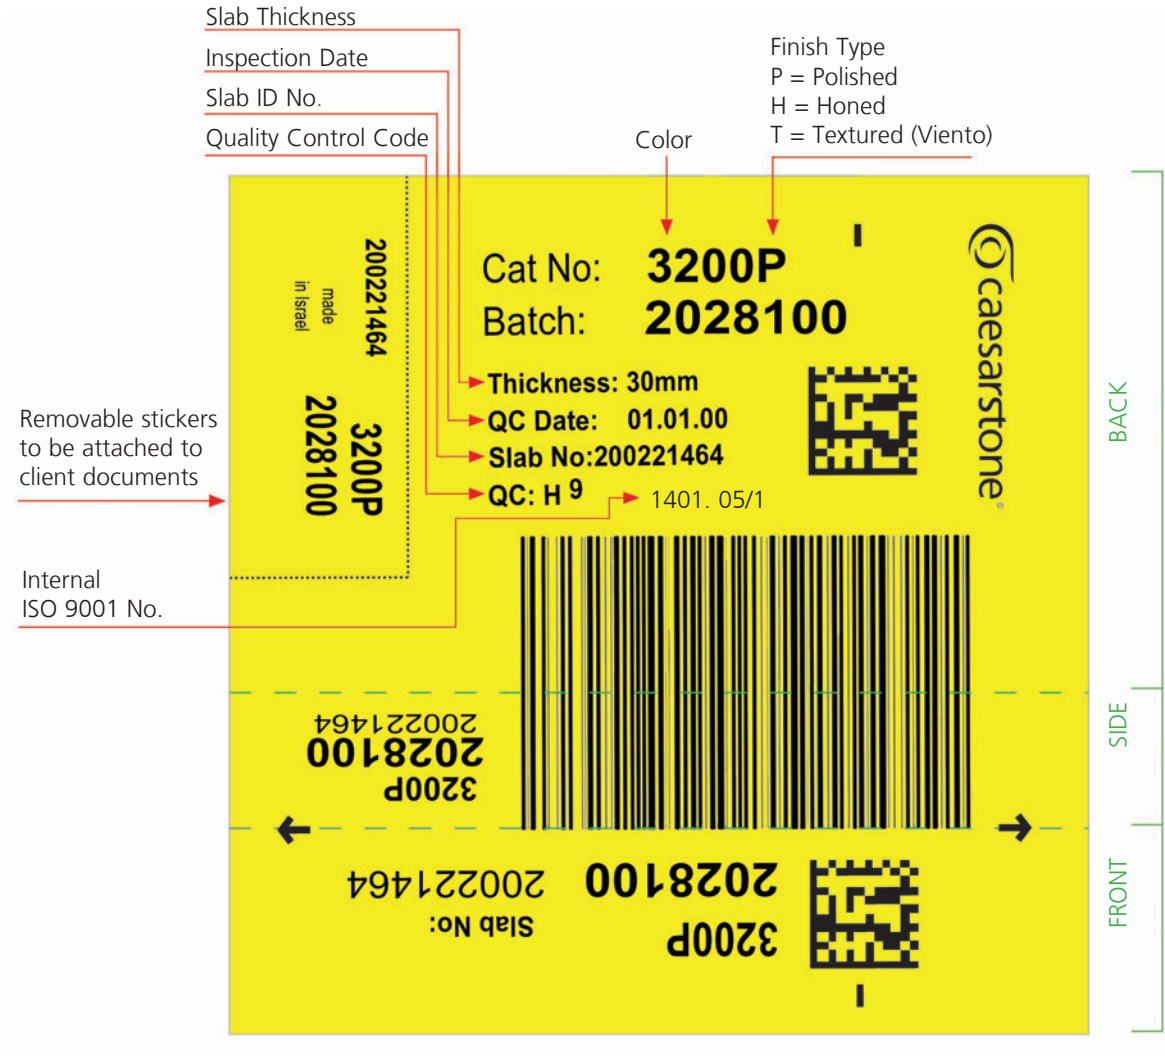 Slab Thickness
Inspection Date
Slab ID No.
Quality Control Code
Color
Finish Type
P = Polished
H = Honed
T = Textured (Viento)
Removable stickers
to be attached to
client documents
Internal
ISO 9001 No.
200221464
made
in Israel
3200P
2028100
Cat No: 3200P
Batch: 2028100
Thickness: 30mm
QC Date: 01.01.00
Slab No:200221464
QC: H 9
1401. 05/1
caesarstone®
BACK
3200P
2028100
200221464
SIDE
3200P
2028100
Slab No:
200221464
FRONT